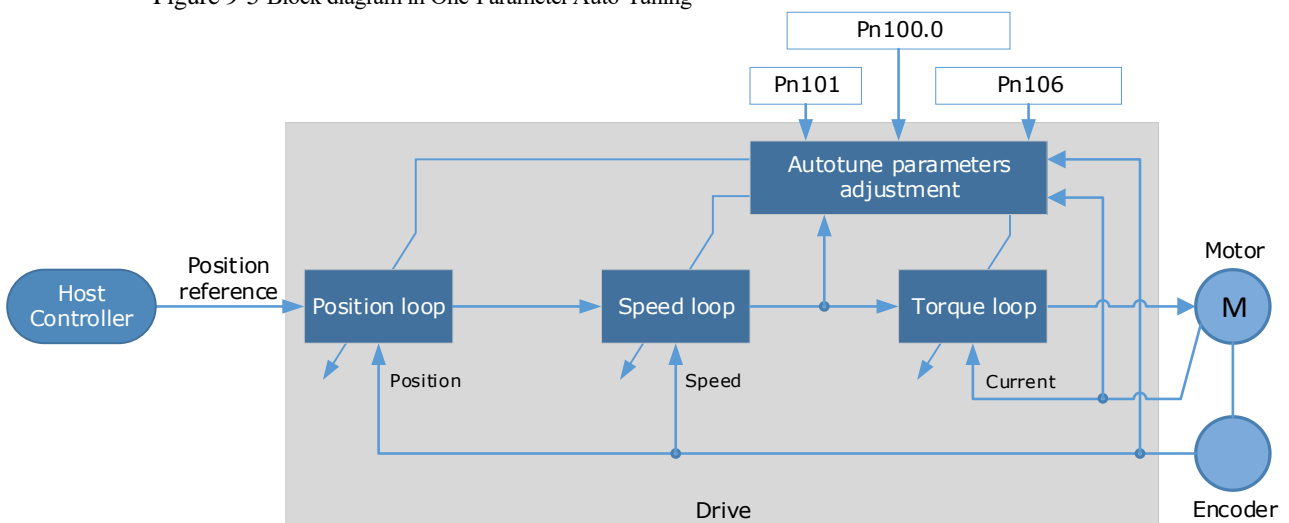 Figure 9-3 Block diagram in One Parameter Auto-Tuning
Pn100.0
Pn101
Pn106
Autotune parameters
adjustment
Motor
Position
reference
Host
Controller
Position loop
Speed loop
Torque loop
M
Position
Speed
Current
Drive
Encoder